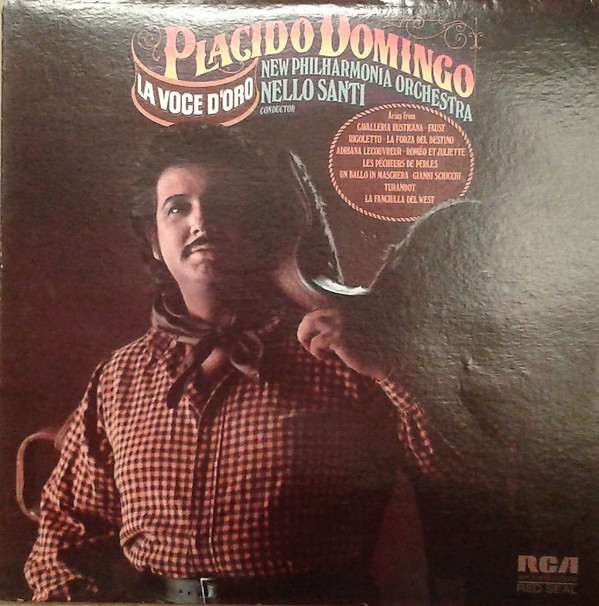 PLACIDO DOMINGO
LA VOCE D'ORO
NEW PHILHARMONIA ORCHESTRA
NELLO SANTI
CONDUCTOR
Arias from
CAVALLERIA RUSTICANA · FAUST
RIGOLETTO · LA FORZA DEL DESTINO
ADRIANA LECOUVREUR · ROMÉO ET JULIETTE
LES PÊCHEURS DE PERLES
UN BALLO IN MASCHERA · GIANNI SCHICCHI
TURANDOT
LA FANCIULLA DEL WEST
RCA
RED SEAL